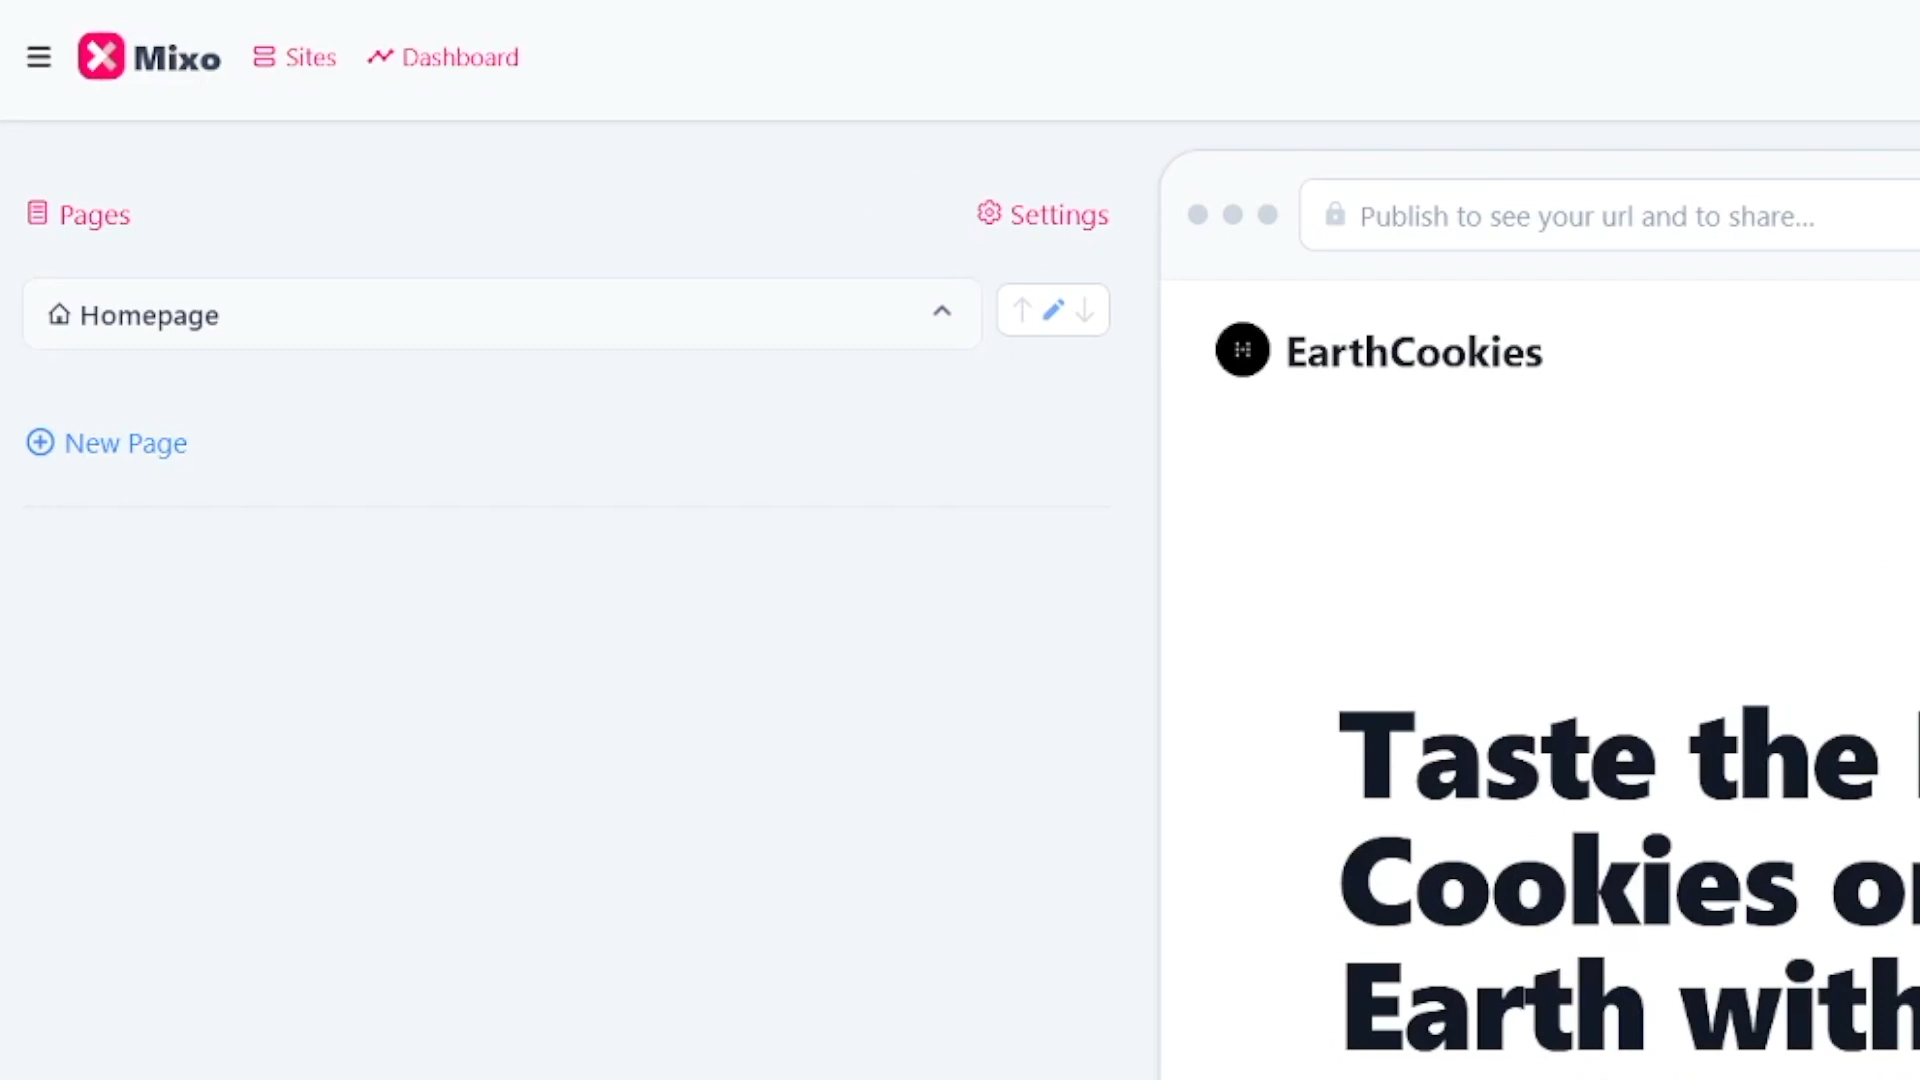 Mixo Sites Dashboard
Pages Settings
Publish to see your url and to share...
Homepage
EarthCookies
New Page
Taste the
Cookies
Earth with